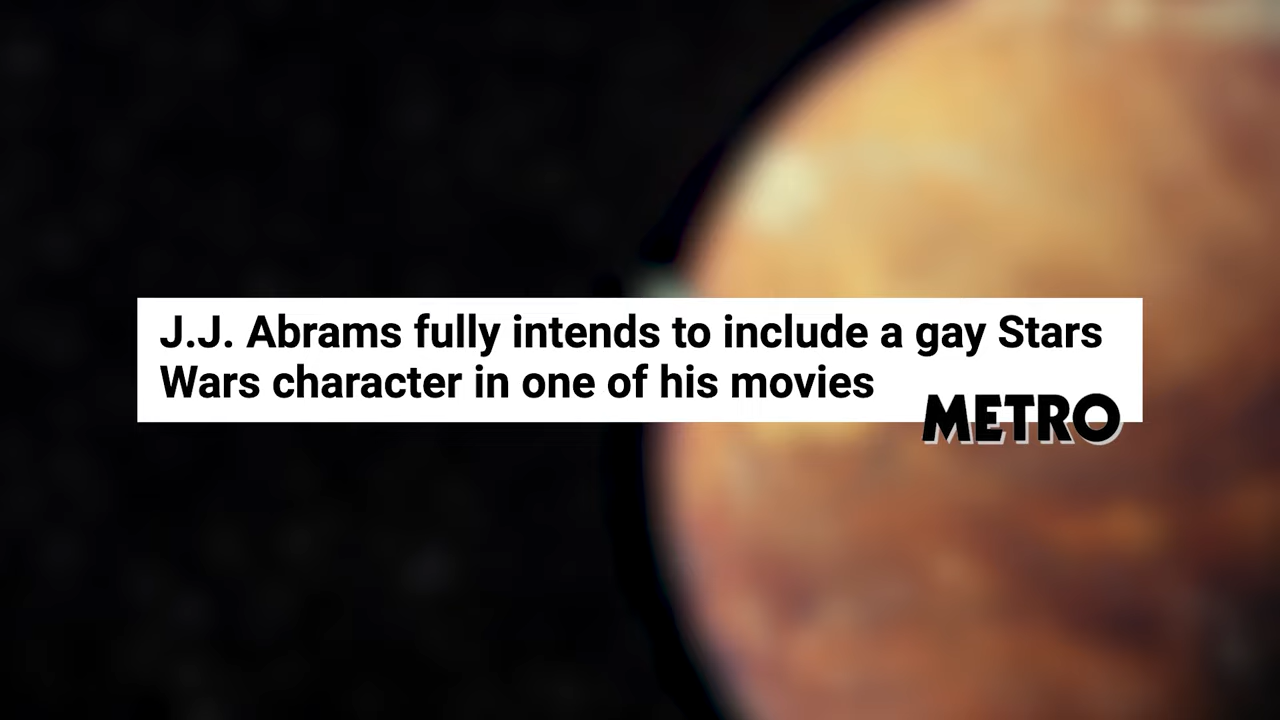 J.J. Abrams fully intends to include a gay Stars
Wars character in one of his movies
METRO